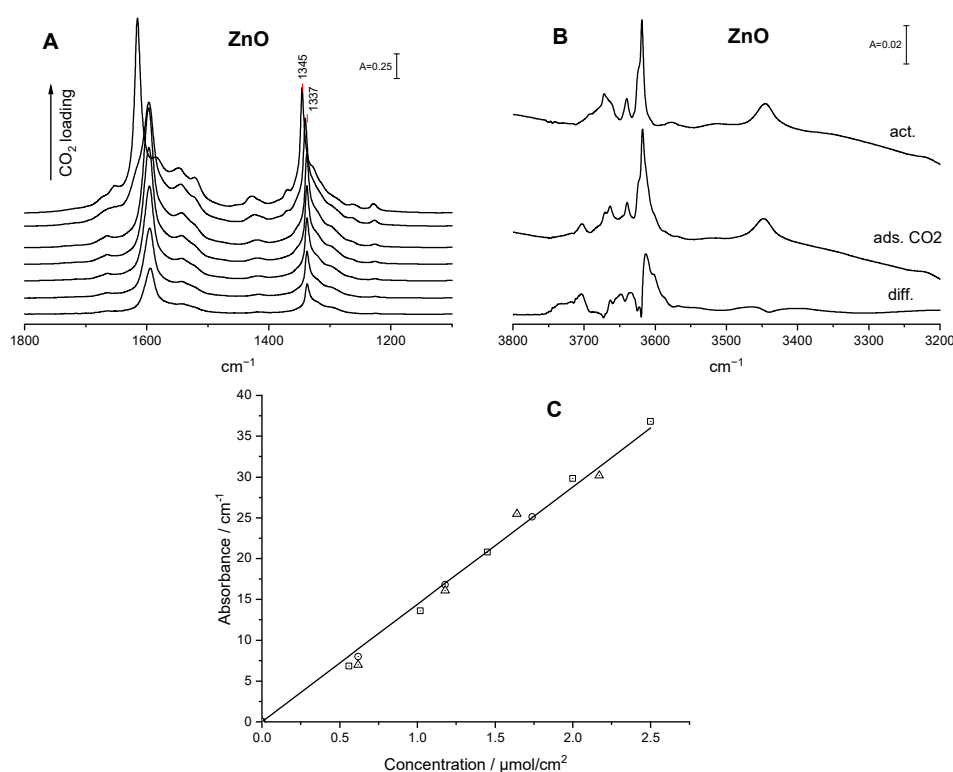 A
ZnO
A=0.25
1345
1337
CO₂ loading
1800
1600
1400
1200
cm⁻¹
B
ZnO
A=0.02
act.
ads. CO2
diff.
3800
3700
3600
3500
3400
3300
3200
cm⁻¹
C
40
35
30
25
20
15
10
5
0
Absorbance / cm⁻¹
0.0
0.5
1.0
1.5
2.0
2.5
Concentration / μmol/cm²